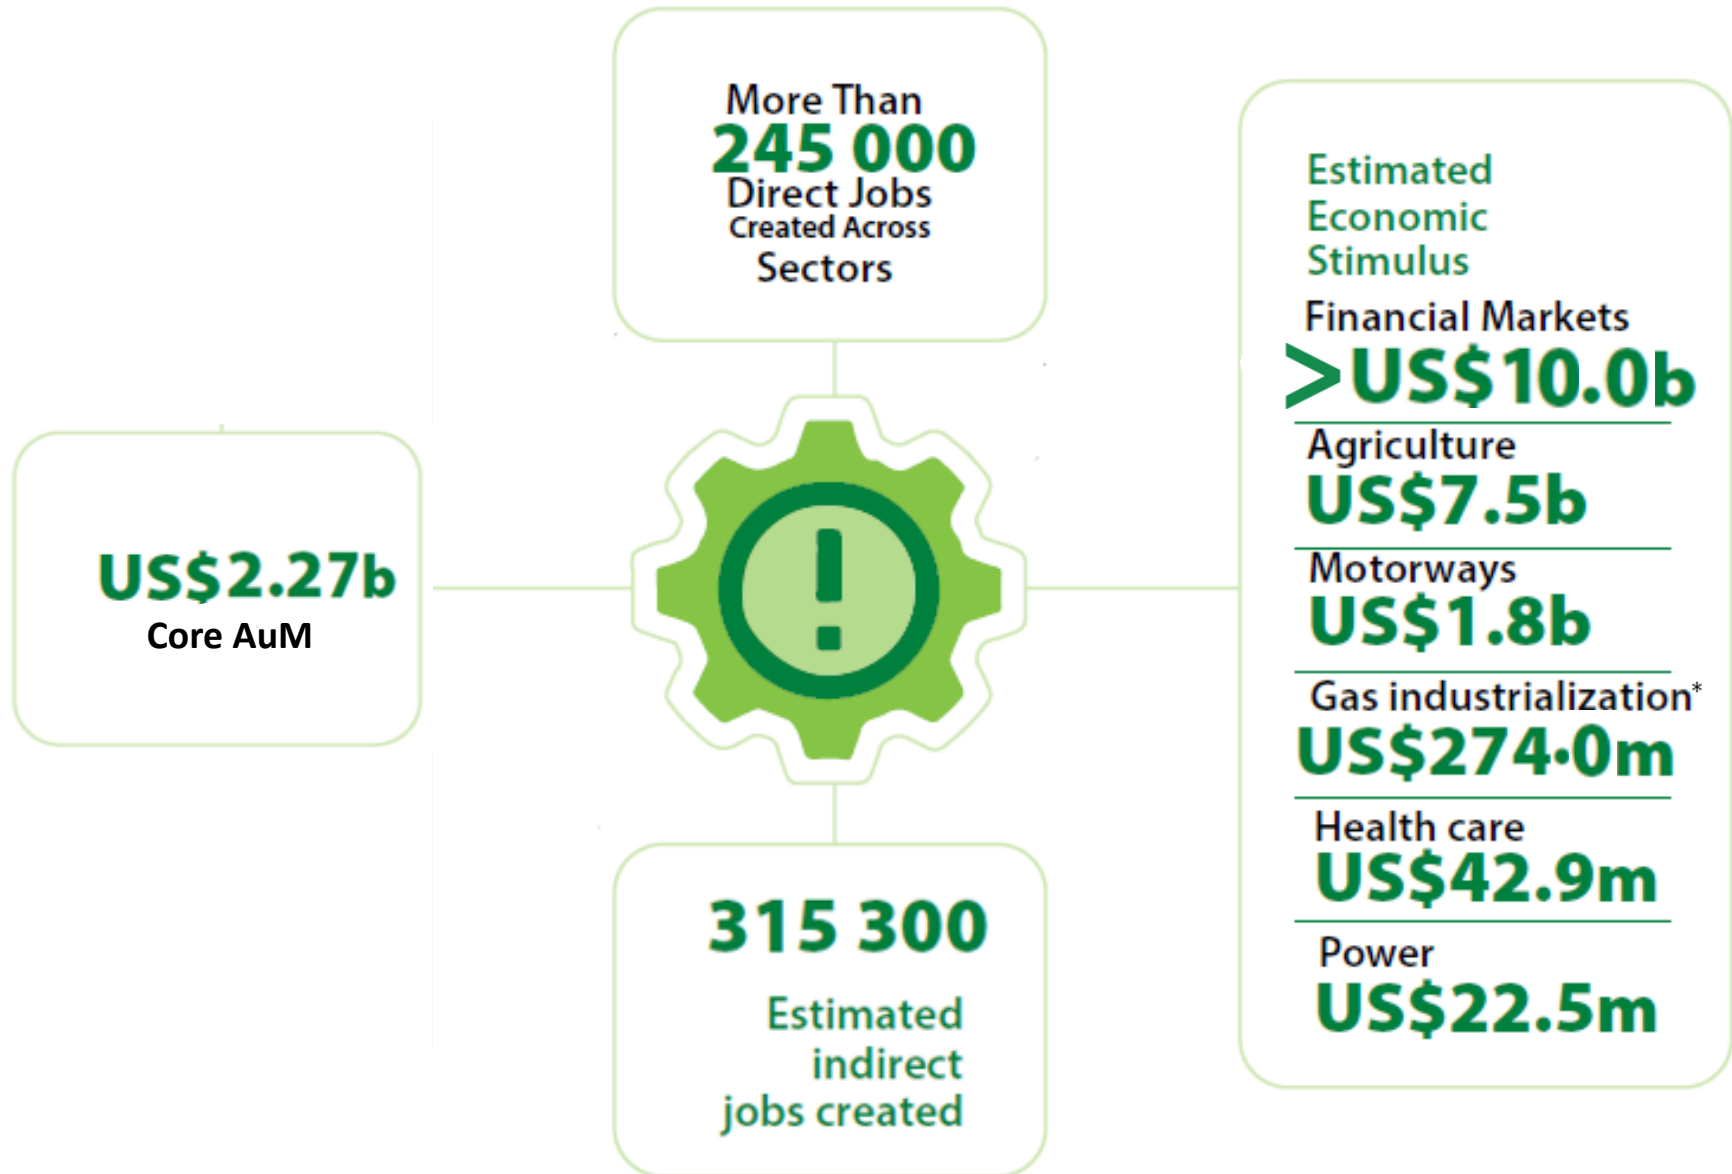 More Than
245 000
Direct Jobs
Created Across
Sectors
US$2.27b
Core AuM
!
315 300
Estimated
indirect
jobs created
Estimated
Economic
Stimulus
Financial Markets
>US$10.0b
Agriculture
US$7.5b
Motorways
US$1.8b
Gas industrialization*
US$274·0m
Health care
US$42.9m
Power
US$22.5m